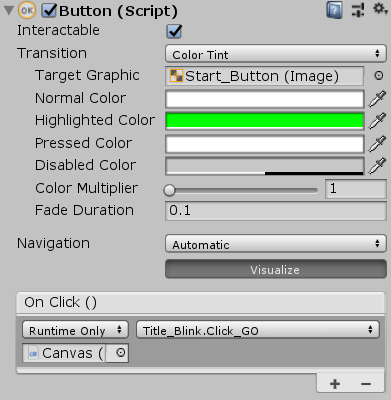 Button (Script)
Interactable
Transition Color Tint
Target Graphic Start_Button (Image)
Normal Color
Highlighted Color
Pressed Color
Disabled Color
Color Multiplier 1
Fade Duration 0.1
Navigation Automatic
Visualize
On Click ()
Runtime Only Title_Blink.Click_GO
Canvas (